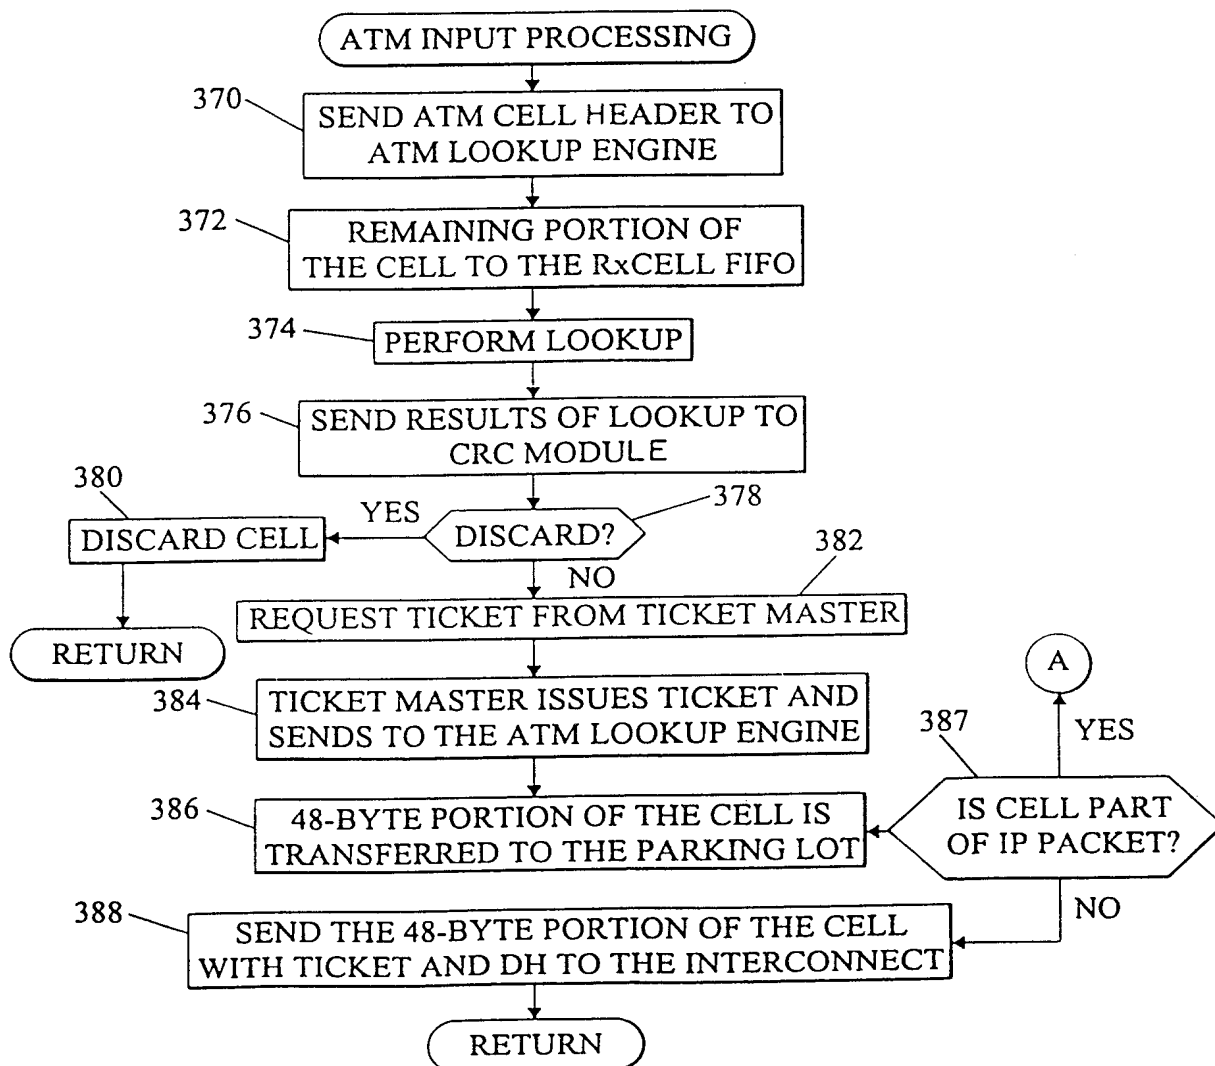 ATM INPUT PROCESSING
370
SEND ATM CELL HEADER TO
ATM LOOKUP ENGINE
372
REMAINING PORTION OF
THE CELL TO THE RxCELL FIFO
374
PERFORM LOOKUP
376
SEND RESULTS OF LOOKUP TO
CRC MODULE
380
YES
378
DISCARD CELL
DISCARD?
NO
382
REQUEST TICKET FROM TICKET MASTER
RETURN
A
384
TICKET MASTER ISSUES TICKET AND
SENDS TO THE ATM LOOKUP ENGINE
387
YES
386
48-BYTE PORTION OF THE CELL IS
TRANSFERRED TO THE PARKING LOT
IS CELL PART
OF IP PACKET?
388
NO
SEND THE 48-BYTE PORTION OF THE CELL
WITH TICKET AND DH TO THE INTERCONNECT
RETURN